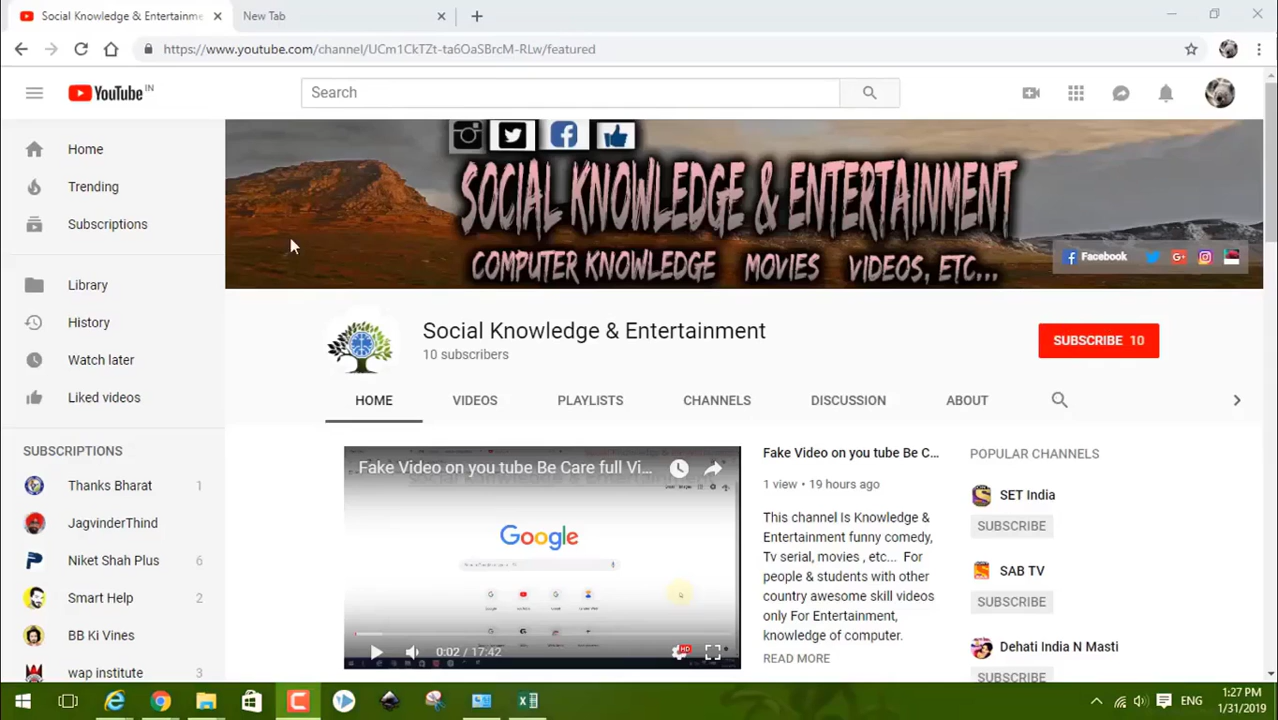 Social Knowledge & Entertainme
New Tab
https://www.youtube.com/channel/UCm1CkTZt-ta6OaSBrcM-RLw/featured
YouTube IN
Search
Home
Trending
Subscriptions
Library
History
Watch later
Liked videos
SUBSCRIPTIONS
Thanks Bharat 1
JagvinderThind
Niket Shah Plus 6
Smart Help 2
BB Ki Vines
wap institute 3
SOCIAL KNOWLEDGE & ENTERTAINMENT
COMPUTER KNOWLEDGE MOVIES VIDEOS, ETC...
Facebook
Social Knowledge & Entertainment
10 subscribers
SUBSCRIBE 10
HOME
VIDEOS
PLAYLISTS
CHANNELS
DISCUSSION
ABOUT
Fake Video on you tube Be Care full Vi...
Google
HD
0:02 / 17:42
Fake Video on you tube Be C...
1 view • 19 hours ago
This channel Is Knowledge &
Entertainment funny comedy,
Tv serial, movies , etc... For
people & students with other
country awesome skill videos
only For Entertainment,
knowledge of computer.
READ MORE
POPULAR CHANNELS
SET India
SUBSCRIBE
SAB TV
SUBSCRIBE
Dehati India N Masti
SUBSCRIBE
ENG
1:27 PM
1/31/2019